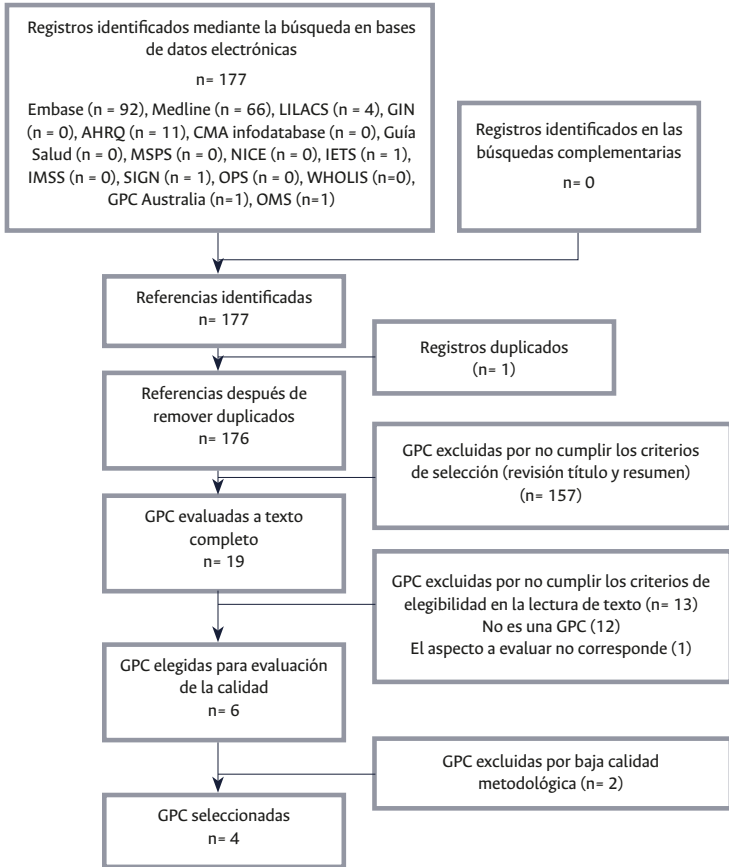 Registros identificados mediante la búsqueda en bases
de datos electrónicas
n= 177
Embase (n = 92), Medline (n = 66), LILACS (n = 4), GIN
(n = 0), AHRQ (n = 11), CMA infodatabase (n = 0), Guía
Salud (n = 0), MSPS (n = 0), NICE (n = 0), IETS (n = 1),
IMSS (n = 0), SIGN (n = 1), OPS (n = 0), WHOLIS (n=0),
GPC Australia (n=1), OMS (n=1)
Registros identificados en las
búsquedas complementarias
n= 0
Referencias identificadas
n= 177
Registros duplicados
(n= 1)
Referencias después de
remover duplicados
n= 176
GPC excluidas por no cumplir los criterios
de selección (revisión título y resumen)
(n= 157)
GPC evaluadas a texto
completo
n= 19
GPC excluidas por no cumplir los criterios de
elegibilidad en la lectura de texto (n= 13)
No es una GPC (12)
El aspecto a evaluar no corresponde (1)
GPC elegidas para evaluación
de la calidad
n= 6
GPC excluidas por baja calidad
metodológica (n= 2)
GPC seleccionadas
n= 4